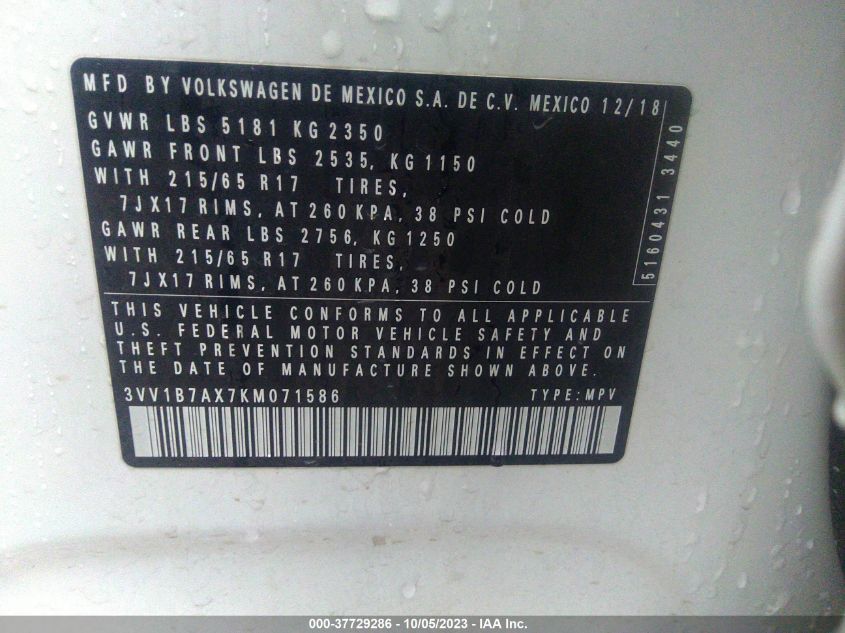 MFD BY VOLKSWAGEN DE MEXICO S.A. DE C.V. MEXICO 12/18
GVWR LBS 5181 KG 2350
GAWR FRONT LBS 2535, KG 1150
WITH 215/65 R17 TIRES,
7JX17 RIMS, AT 260 KPA, 38 PSI COLD
GAWR REAR LBS 2756, KG 1250
WITH 215/65 R17 TIRES,
7JX17 RIMS, AT 260 KPA, 38 PSI COLD
5160431 3440
THIS VEHICLE CONFORMS TO ALL APPLICABLE
U.S. FEDERAL MOTOR VEHICLE SAFETY AND
THEFT PREVENTION STANDARDS IN EFFECT ON
THE DATE OF MANUFACTURE SHOWN ABOVE.
3VV1B7AX7KM071586 TYPE: MPV
000-37729286 - 10/05/2023 - IAA Inc.